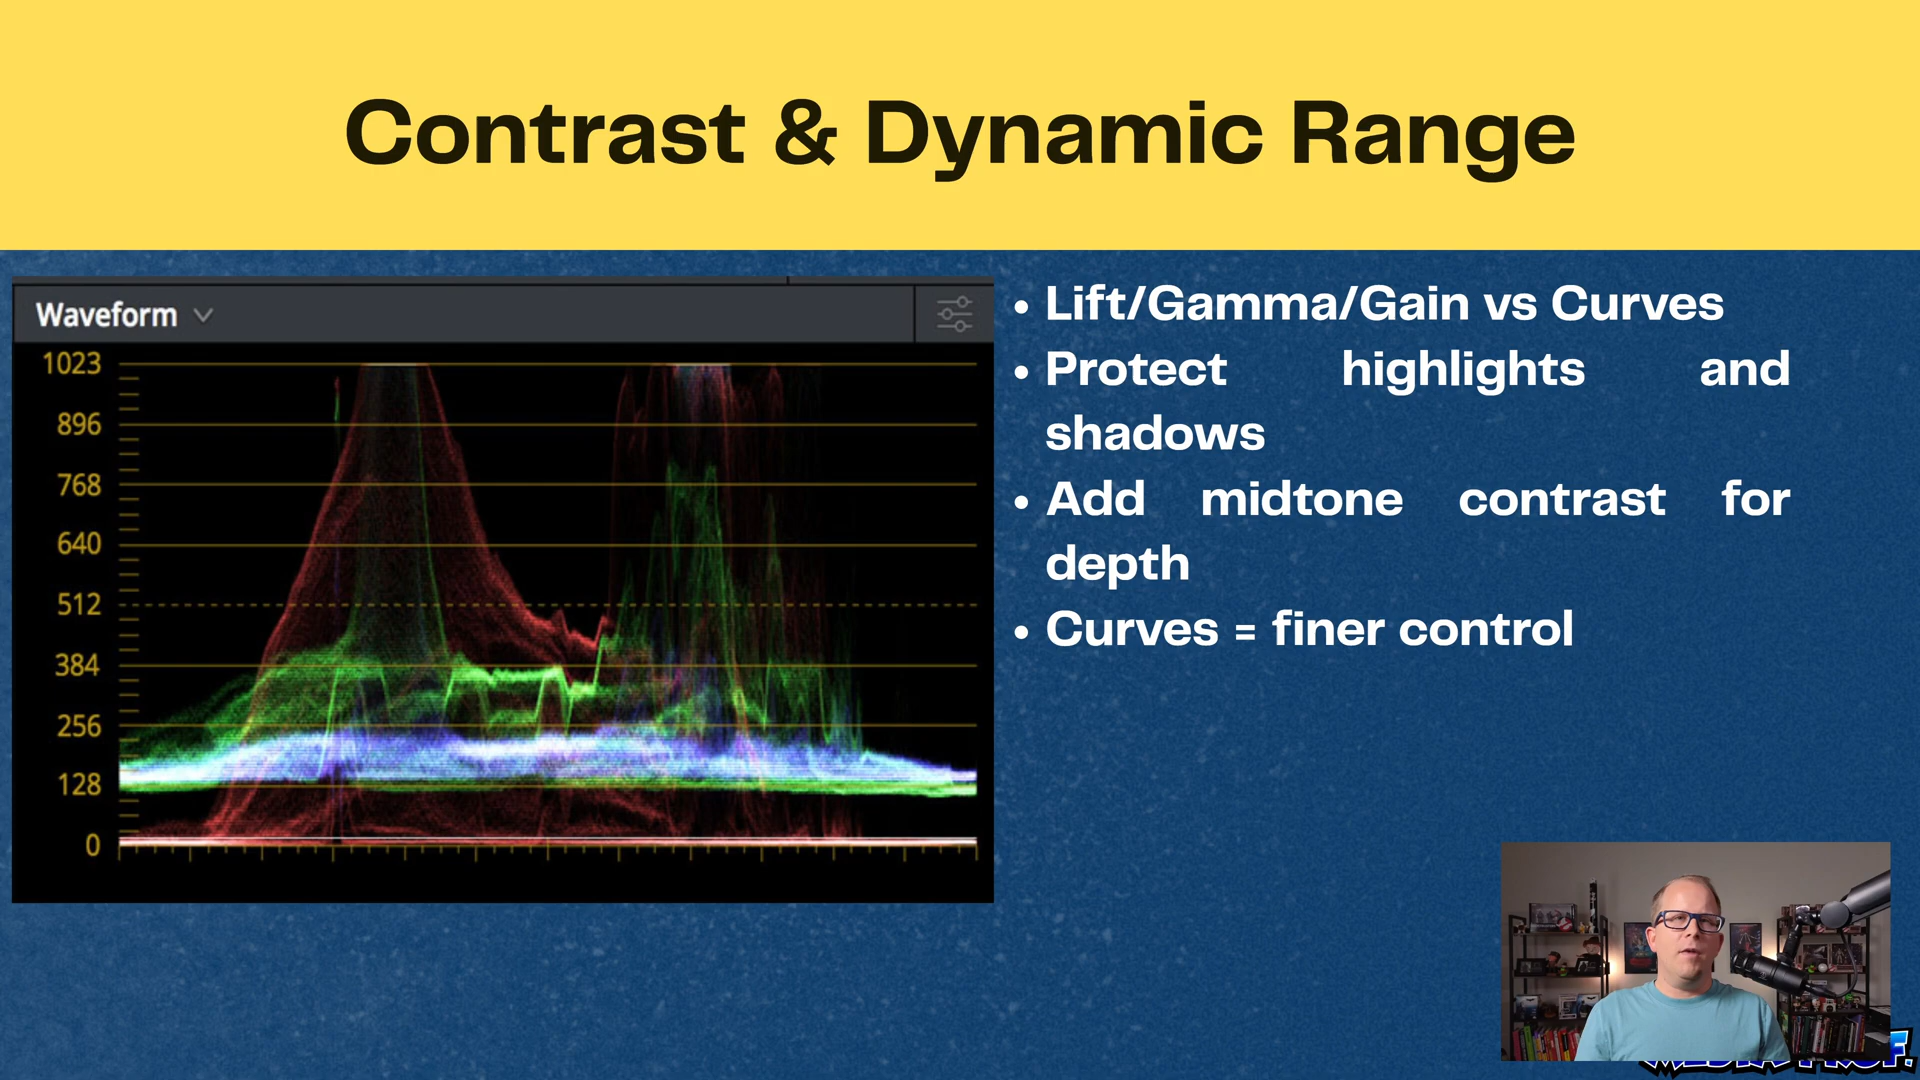 Contrast & Dynamic Range
Waveform
1023
896
768
640
512
384
256
128
0
• Lift/Gamma/Gain vs Curves
• Protect highlights and
shadows
• Add midtone contrast for
depth
• Curves = finer control